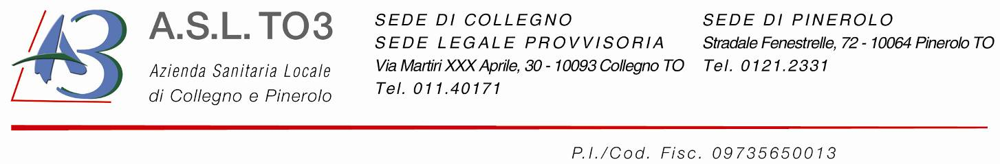 A3
A.S.L. TO3
Azienda Sanitaria Locale
di Collegno e Pinerolo
SEDE DI COLLEGNO
SEDE LEGALE PROVVISORIA
Via Martiri XXX Aprile, 30 - 10093 Collegno TO
Tel. 011.40171
SEDE DI PINEROLO
Stradale Fenestrelle, 72 - 10064 Pinerolo TO
Tel. 0121.2331
P.I./Cod. Fisc. 09735650013